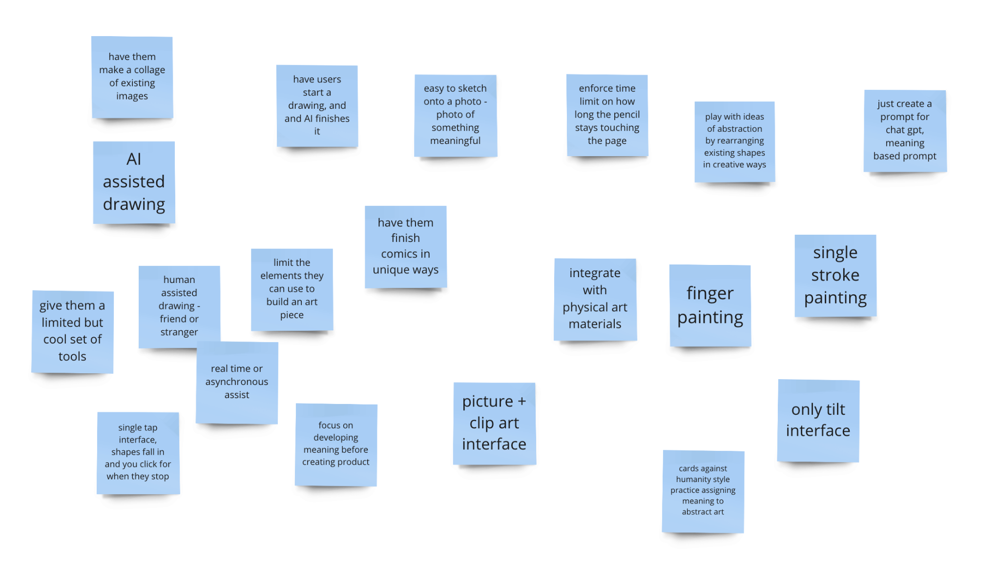 have them
make a collage
of existing
images
have users
start a
drawing, and
and AI finishes
it
easy to sketch
onto a photo -
photo of
something
meaningful
enforce time
limit on how
long the pencil
stays touching
the page
play with ideas
of abstraction
by rearranging
existing shapes
in creative ways
just create a
prompt for
chat gpt,
meaning
based prompt
AI
assisted
drawing
have them
finish
comics in
unique ways
single
stroke
painting
limit the
elements they
can use to
build an art
piece
integrate
with
physical art
materials
finger
painting
human
assisted
drawing -
friend or
stranger
give them a
limited but
cool set of
tools
real time or
asynchronous
assist
picture +
clip art
interface
only tilt
interface
single tap
interface,
shapes fall in
and you click for
when they stop
focus on
developing
meaning before
creating product
cards against
humanity style
practice assigning
meaning to
abstract art